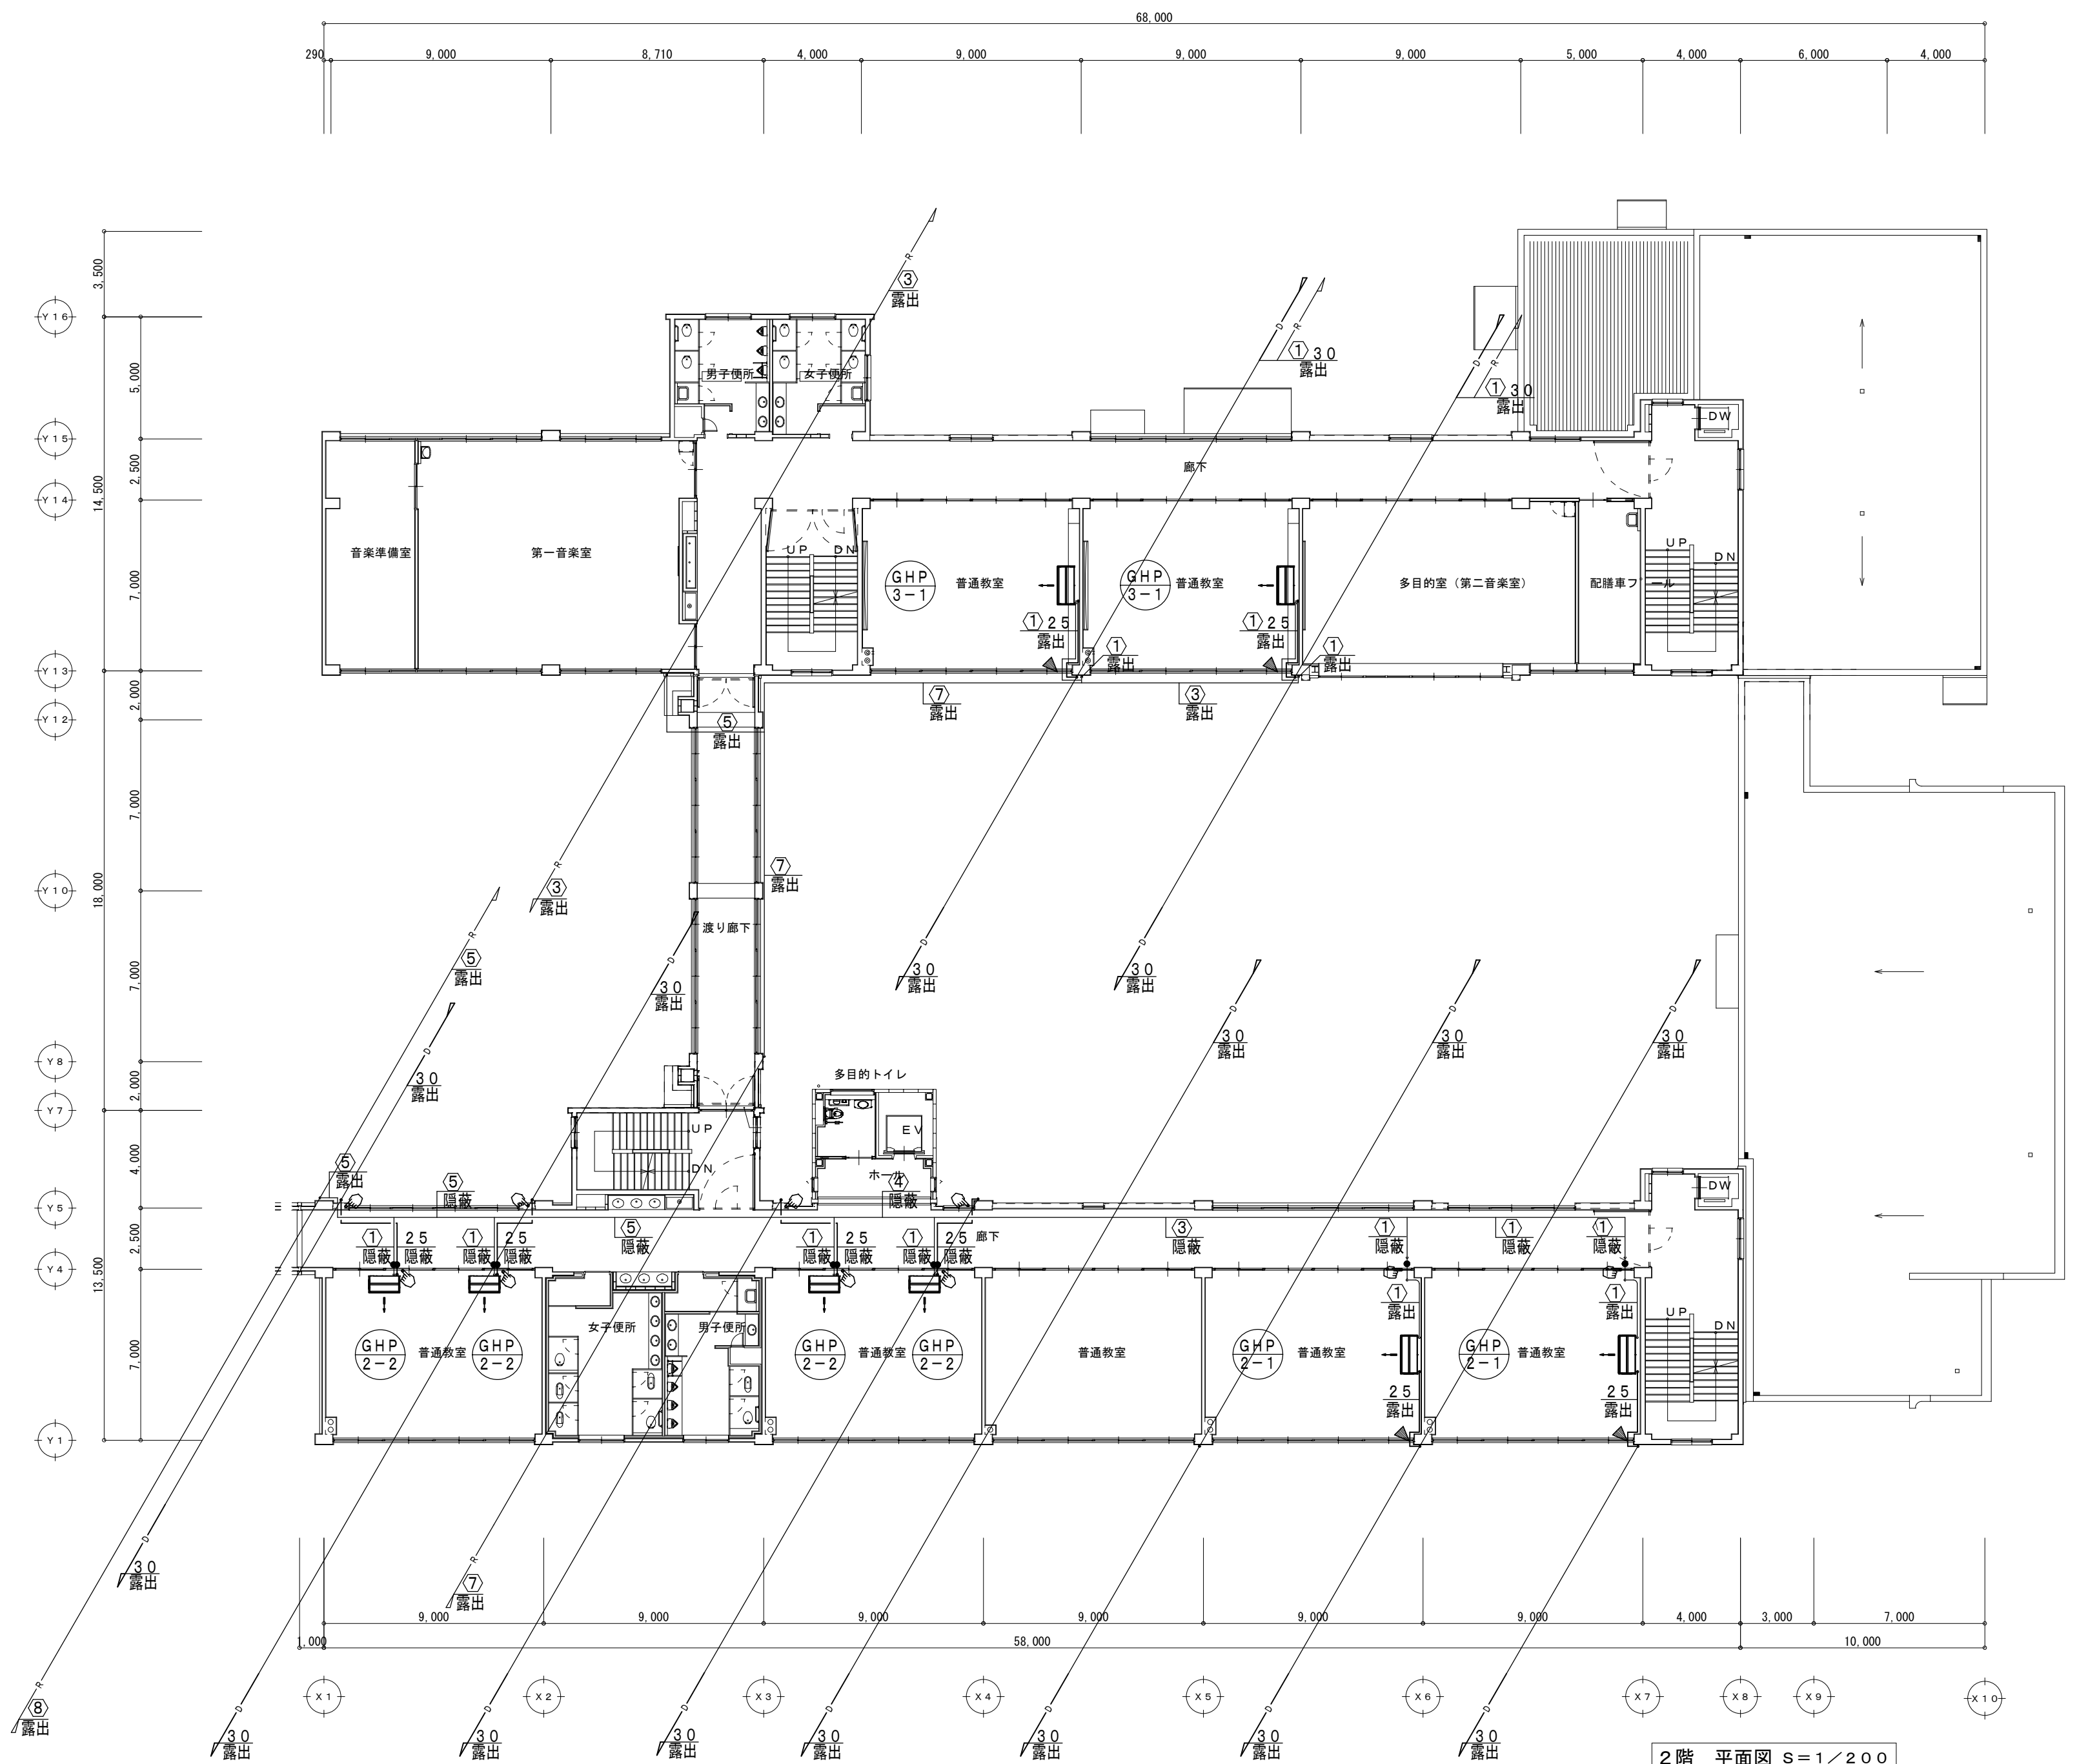 68,000
290
9,000
8,710
4,000
9,000
9,000
9,000
5,000
4,000
6,000
4,000
3,500
R
③
露出
Y16
D
R
①30
露出
D
R
①30
露出
5,000
男子便所
女子便所
DW
Y15
2,500
14,500
廊下
Y14
音楽準備室
第一音楽室
UP
DN
GHP
3-1
普通教室
GHP
3-1
普通教室
多目的室（第二音楽室）
配膳車プール
UP
DN
7,000
①25
露出
①
露出
①25
露出
①
露出
Y13
2,000
⑦
露出
③
露出
Y12
⑤
露出
7,000
R
③
露出
⑦
露出
Y10
18,000
渡り廊下
R
⑤
露出
D
30
露出
D
30
露出
D
30
露出
7,000
D
30
露出
D
30
露出
D
30
露出
D
30
露出
Y8
2,000
多目的トイレ
Y7
UP
EV
DN
4,000
⑤
露出
⑤
隠蔽
ホール
④
隠蔽
DW
Y5
2,500
①
隠蔽
25
隠蔽
①
隠蔽
25
隠蔽
⑤
隠蔽
①
隠蔽
25
隠蔽
①
隠蔽
25
隠蔽
廊下
③
隠蔽
①
隠蔽
①
隠蔽
①
隠蔽
Y4
13,500
①
露出
①
露出
7,000
GHP
2-2
普通教室
GHP
2-2
女子便所
男子便所
GHP
2-2
普通教室
GHP
2-2
普通教室
GHP
2-1
普通教室
GHP
2-1
普通教室
UP
DN
25
露出
25
露出
Y1
D
30
露出
R
⑦
露出
9,000
9,000
9,000
9,000
9,000
9,000
4,000
3,000
7,000
1,000
58,000
10,000
R
⑧
露出
X1
X2
X3
X4
X5
X6
X7
X8
X9
X10
D
30
露出
D
30
露出
D
30
露出
D
30
露出
D
30
露出
D
30
露出
D
30
露出
2階 平面図 S=1/200